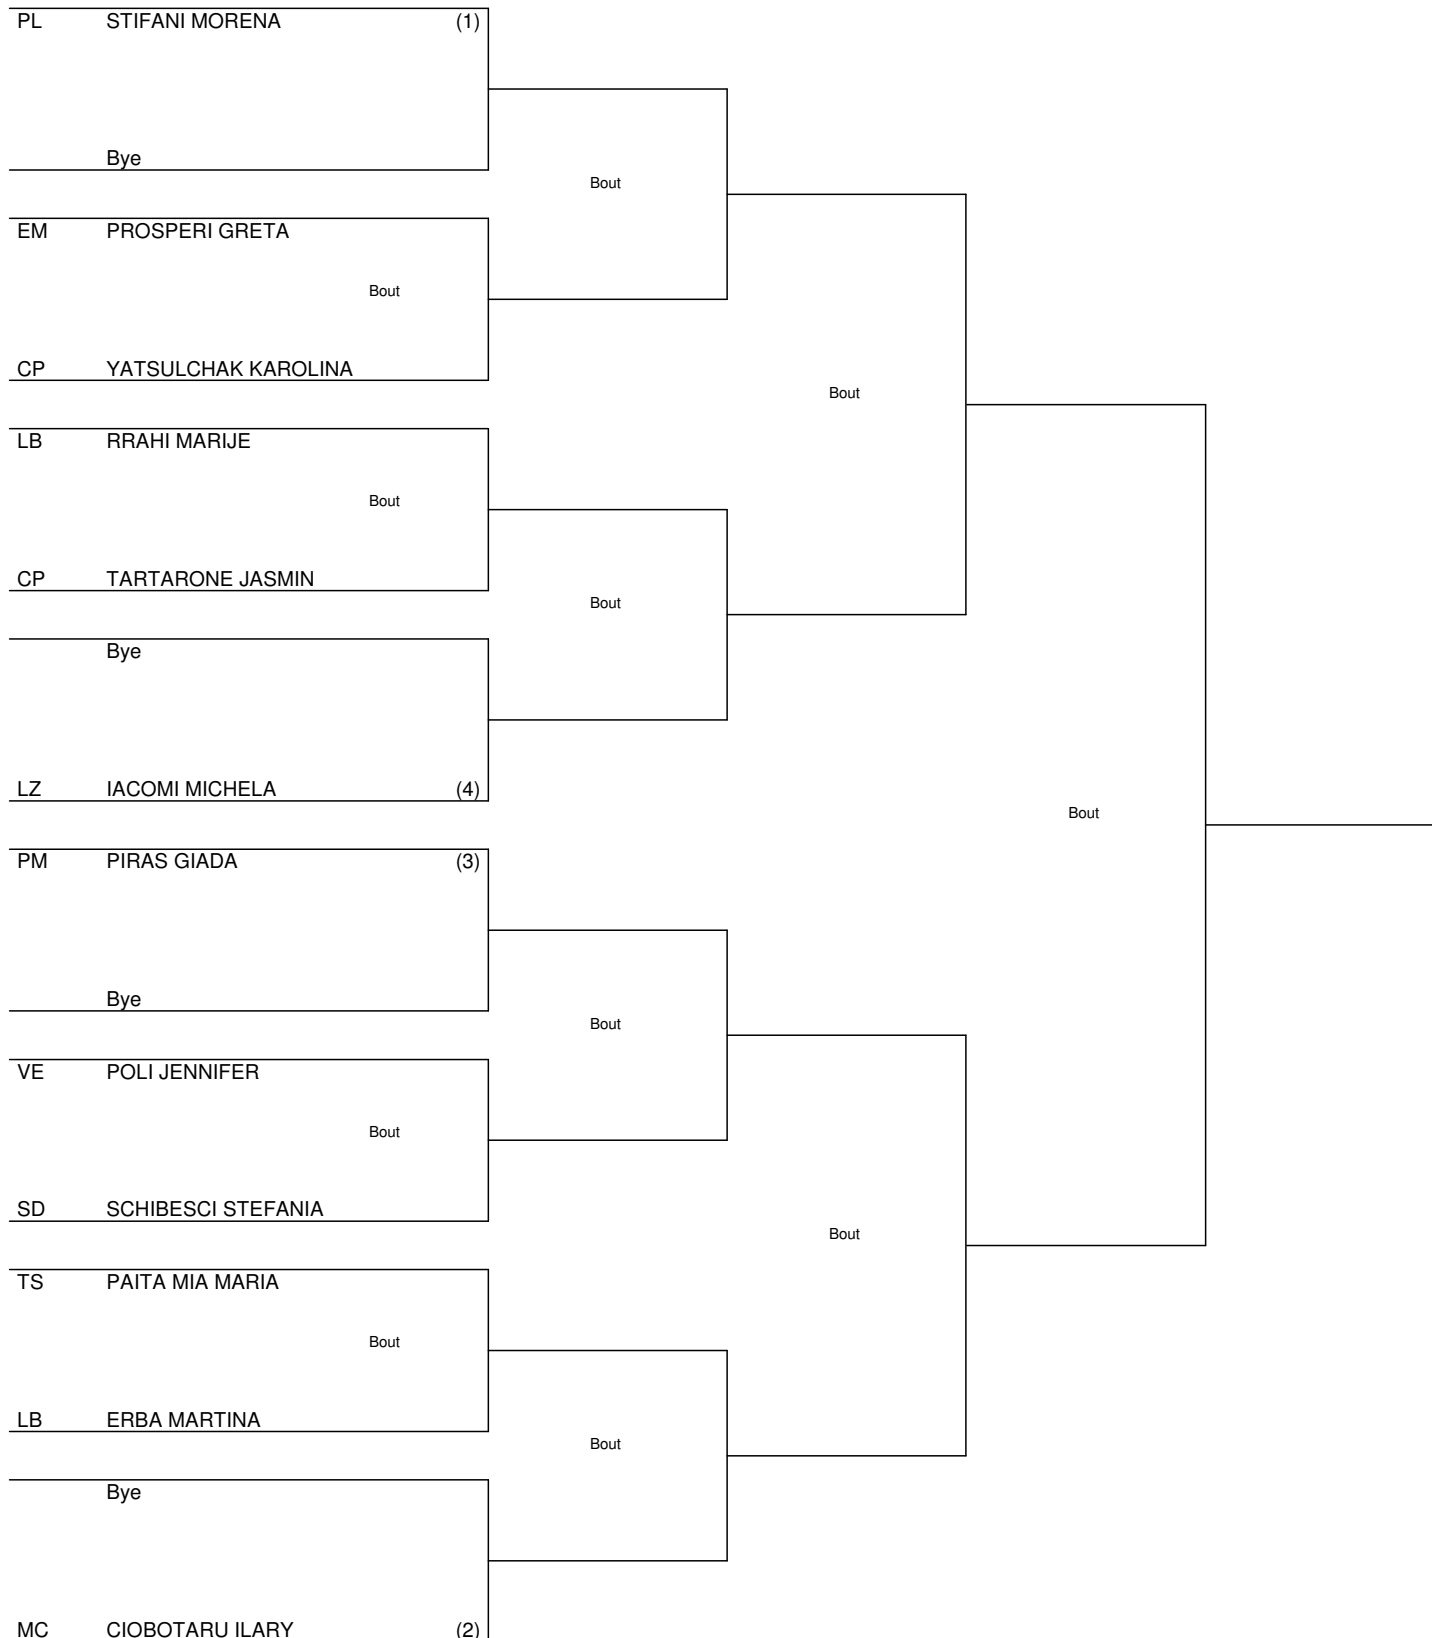 PL STIFANI MORENA (1)
Bye
Bout
EM PROSPERI GRETA
Bout
CP YATSULCHAK KAROLINA
Bout
LB RRAHI MARIJE
Bout
CP TARTARONE JASMIN
Bout
Bye
LZ IACOMI MICHELA (4)
Bout
PM PIRAS GIADA (3)
Bye
Bout
VE POLI JENNIFER
Bout
SD SCHIBESCI STEFANIA
Bout
TS PAITA MIA MARIA
Bout
LB ERBA MARTINA
Bout
Bye
MC CIOBOTARU ILARY (2)